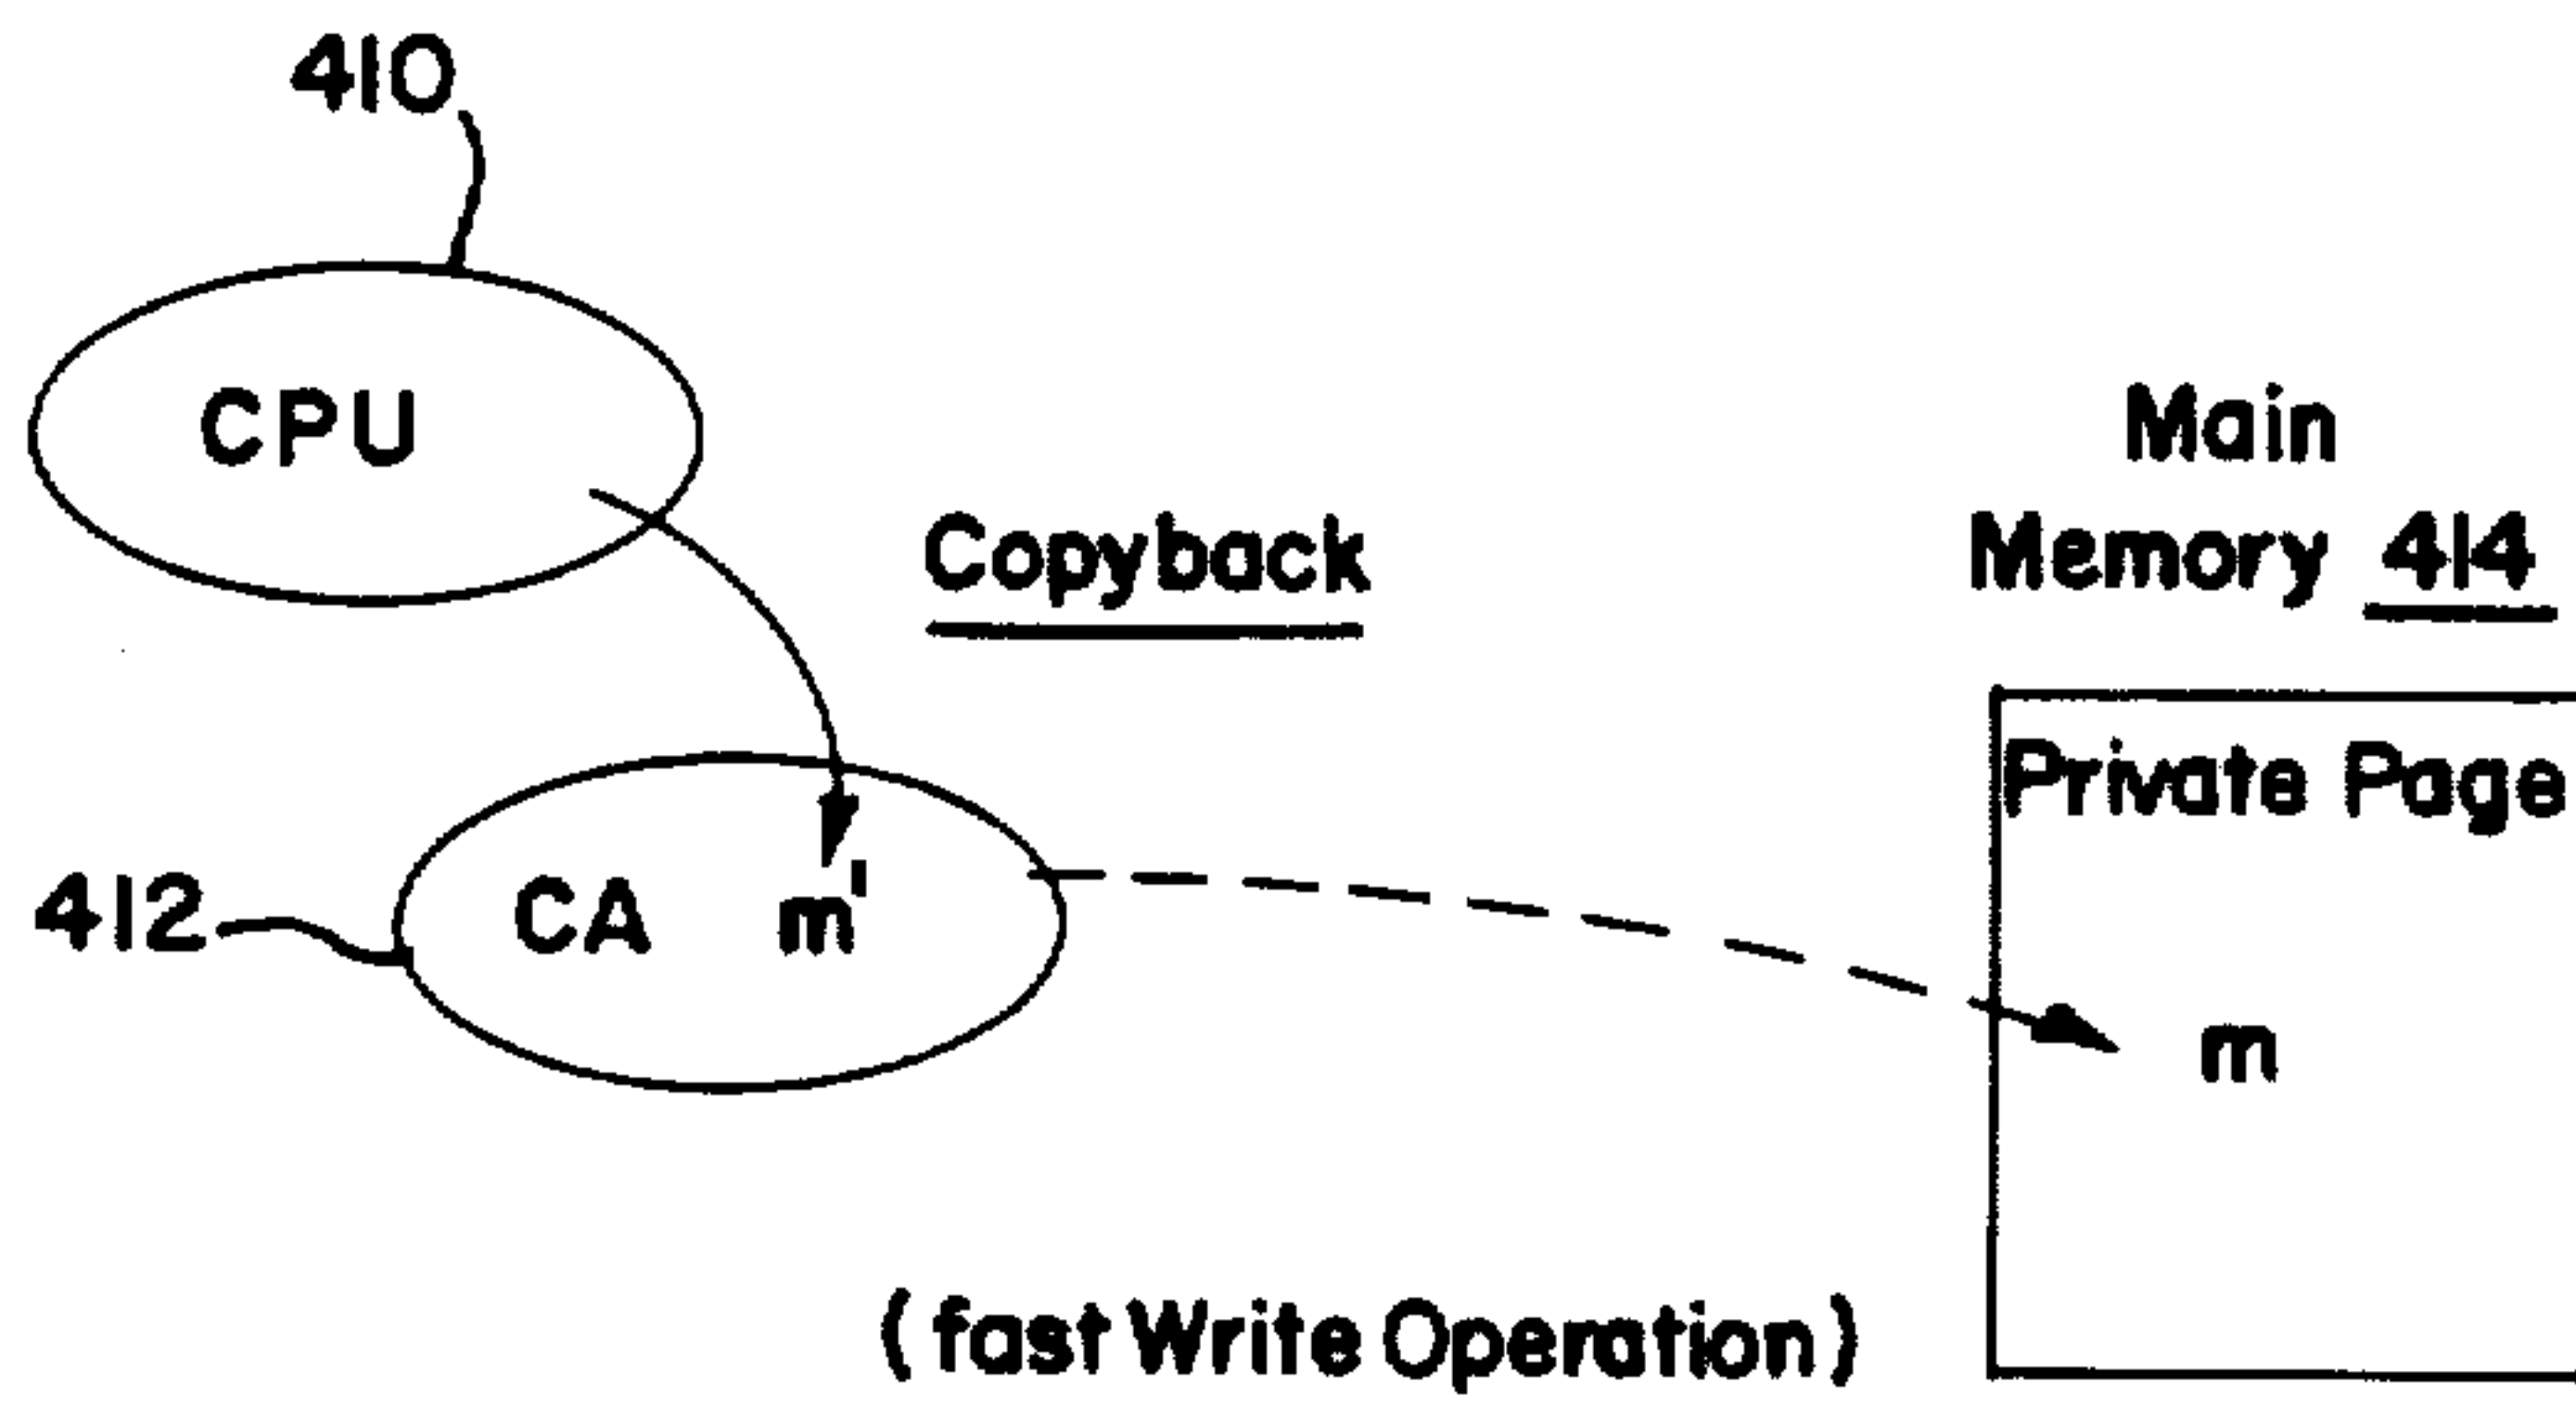 410
CPU
Copyback
Main
Memory 414
Private Page
412 CA m'
m
(fast Write Operation)